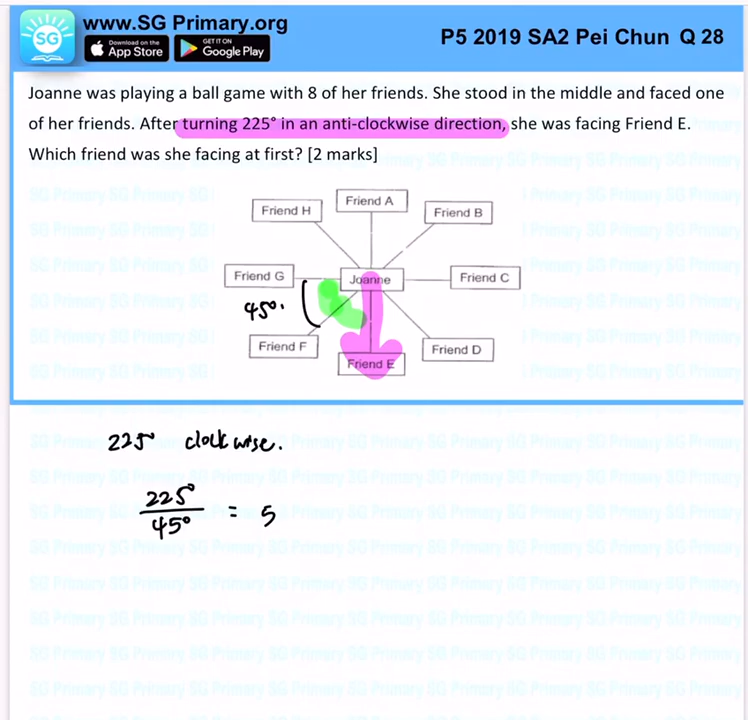 www.SG Primary.org
SG
Download on the App Store
GET IT ON Google Play
P5 2019 SA2 Pei Chun Q 28
Joanne was playing a ball game with 8 of her friends. She stood in the middle and faced one
of her friends. After turning 225° in an anti-clockwise direction, she was facing Friend E.
Which friend was she facing at first? [2 marks]
Friend A
Friend H
Friend B
Friend G
Joanne
Friend C
45°.
Friend F
Friend D
Friend E
225° clockwise.
225°
45°
= 5